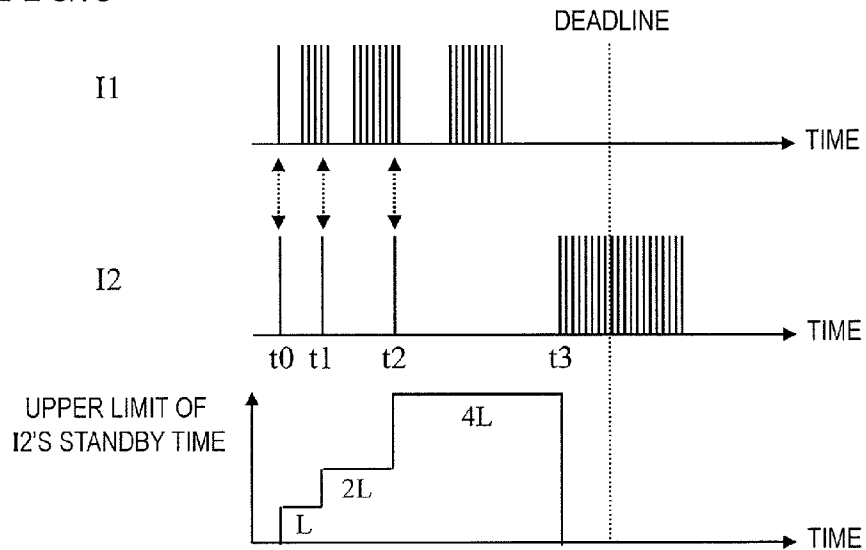 DEADLINE
I1
TIME
I2
TIME
t0 t1 t2 t3
UPPER LIMIT OF
I2'S STANDBY TIME
4L
2L
L
TIME